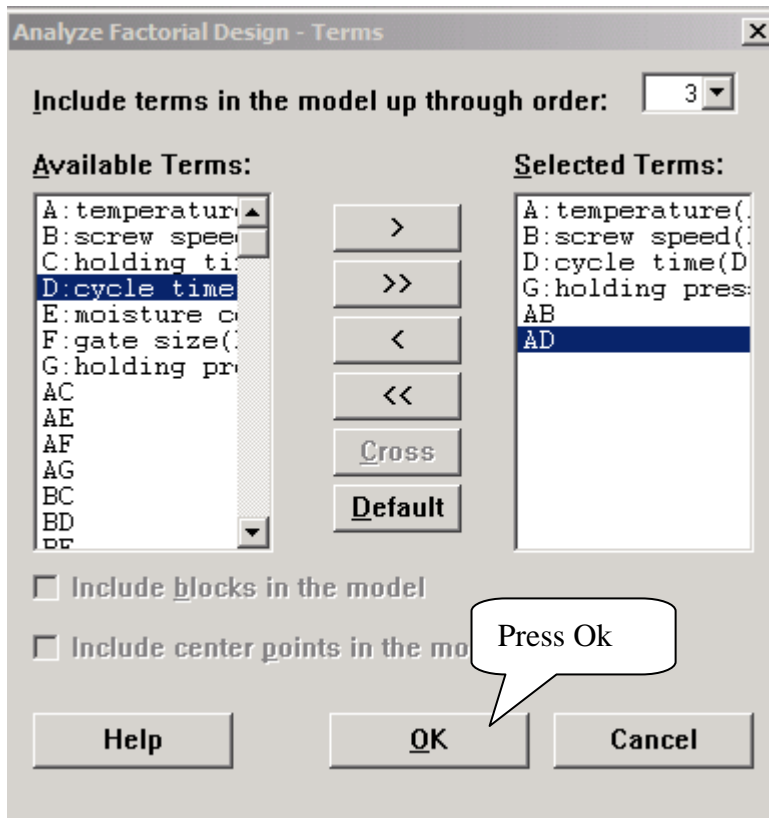 Analyze Factorial Design - Terms
Include terms in the model up through order: 3
Available Terms:
A:temperatur
B:screw spee
C:holding ti
D:cycle time
E:moisture c
F:gate size(
G:holding pr
AC
AE
AF
AG
BC
BD
BE
>
>>
<
<<
Cross
Default
Selected Terms:
A:temperature(
B:screw speed(
D:cycle time(D
G:holding pres
AB
AD
Include blocks in the model
Include center points in the mo
Press Ok
Help
OK
Cancel